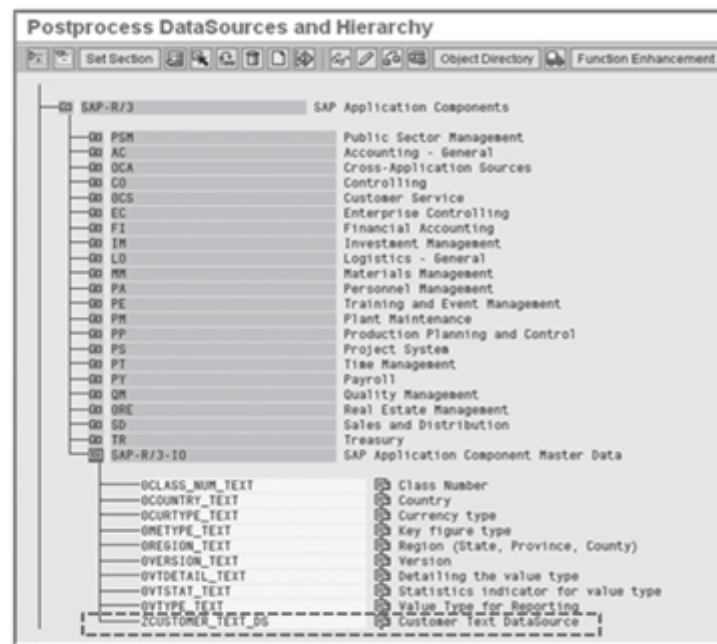 Postprocess DataSources and Hierarchy
Set Section Object Directory Function Enhancement
SAP-R/3 SAP Application Components
PSM Public Sector Management
AC Accounting - General
OCA Cross-Application Sources
CO Controlling
OCS Customer Service
EC Enterprise Controlling
FI Financial Accounting
IM Investment Management
LO Logistics - General
MM Materials Management
PA Personnel Management
PE Training and Event Management
PM Plant Maintenance
PP Production Planning and Control
PS Project System
PT Time Management
PY Payroll
QM Quality Management
ORE Real Estate Management
SD Sales and Distribution
TR Treasury
SAP-R/3-IO SAP Application Component Master Data
0CLASS_NUM_TEXT Class Number
0COUNTRY_TEXT Country
0CURTYPE_TEXT Currency type
0METYPE_TEXT Key figure type
0REGION_TEXT Region (State, Province, County)
0VERSION_TEXT Version
0VTDETAIL_TEXT Detailing the value type
0VTSTAT_TEXT Statistics indicator for value type
0VTYPE_TEXT Value Type for Reporting
ZCUSTOMER_TEXT_DS Customer Text DataSource